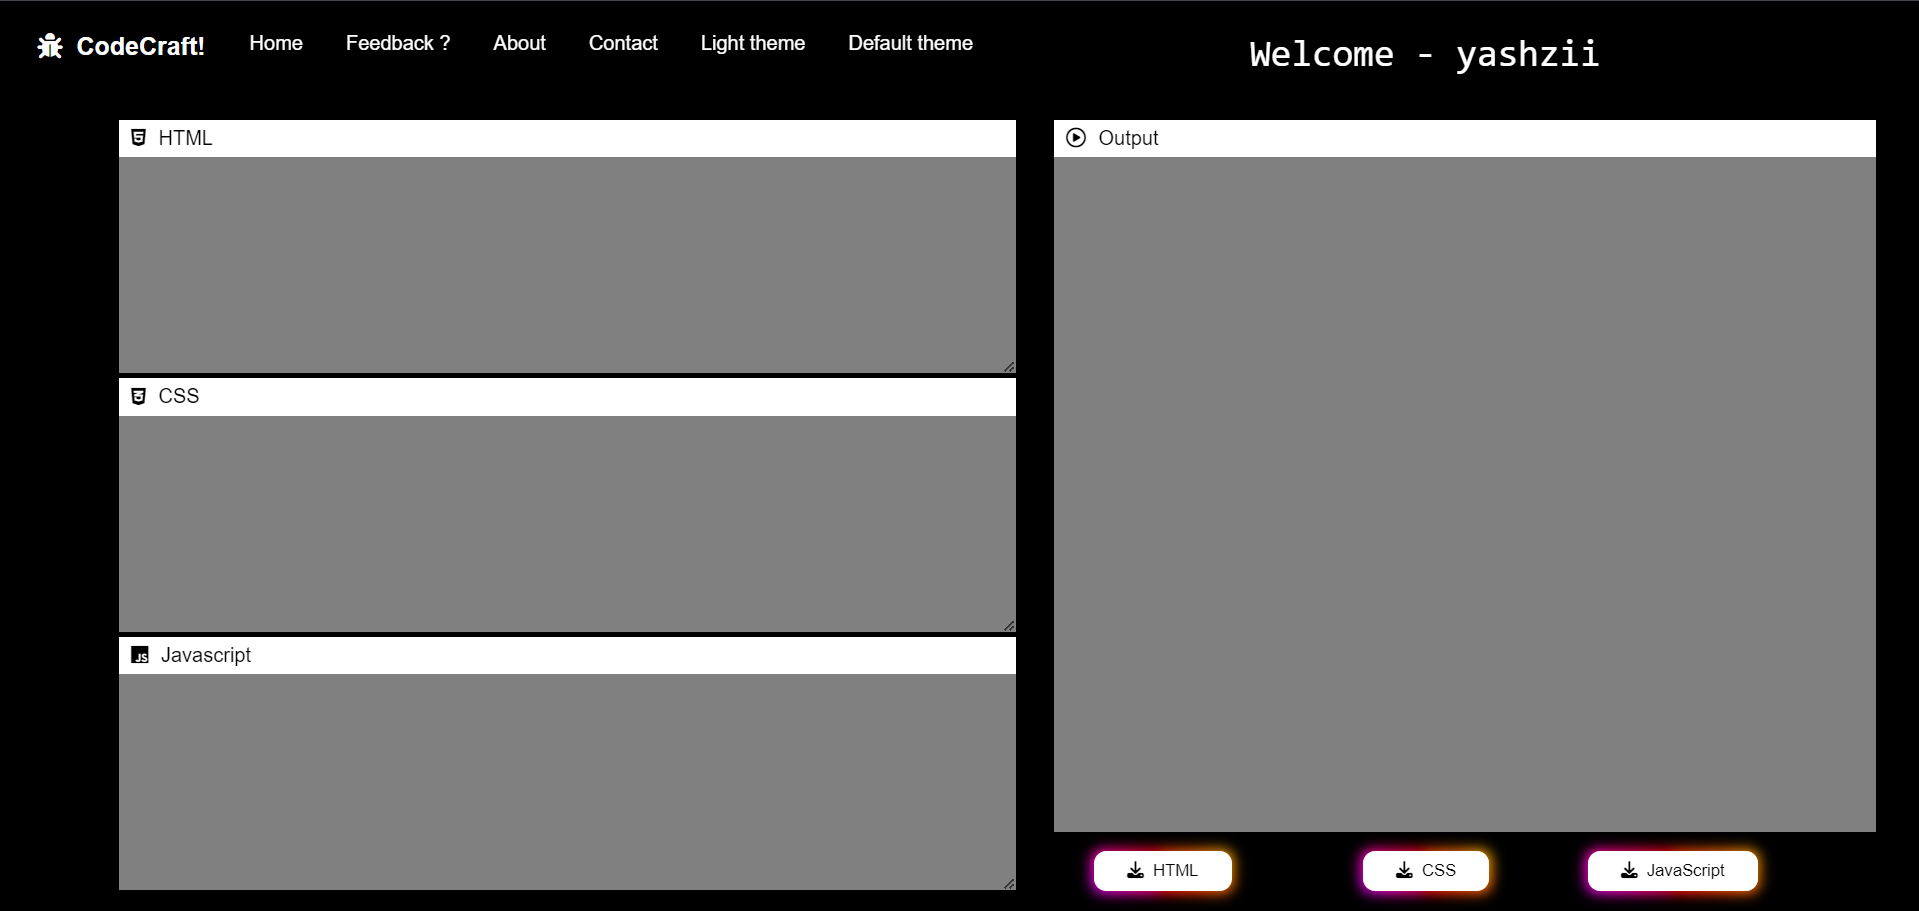 CodeCraft! Home Feedback ? About Contact Light theme Default theme
Welcome - yashzii
HTML
CSS
JS Javascript
Output
HTML CSS JavaScript